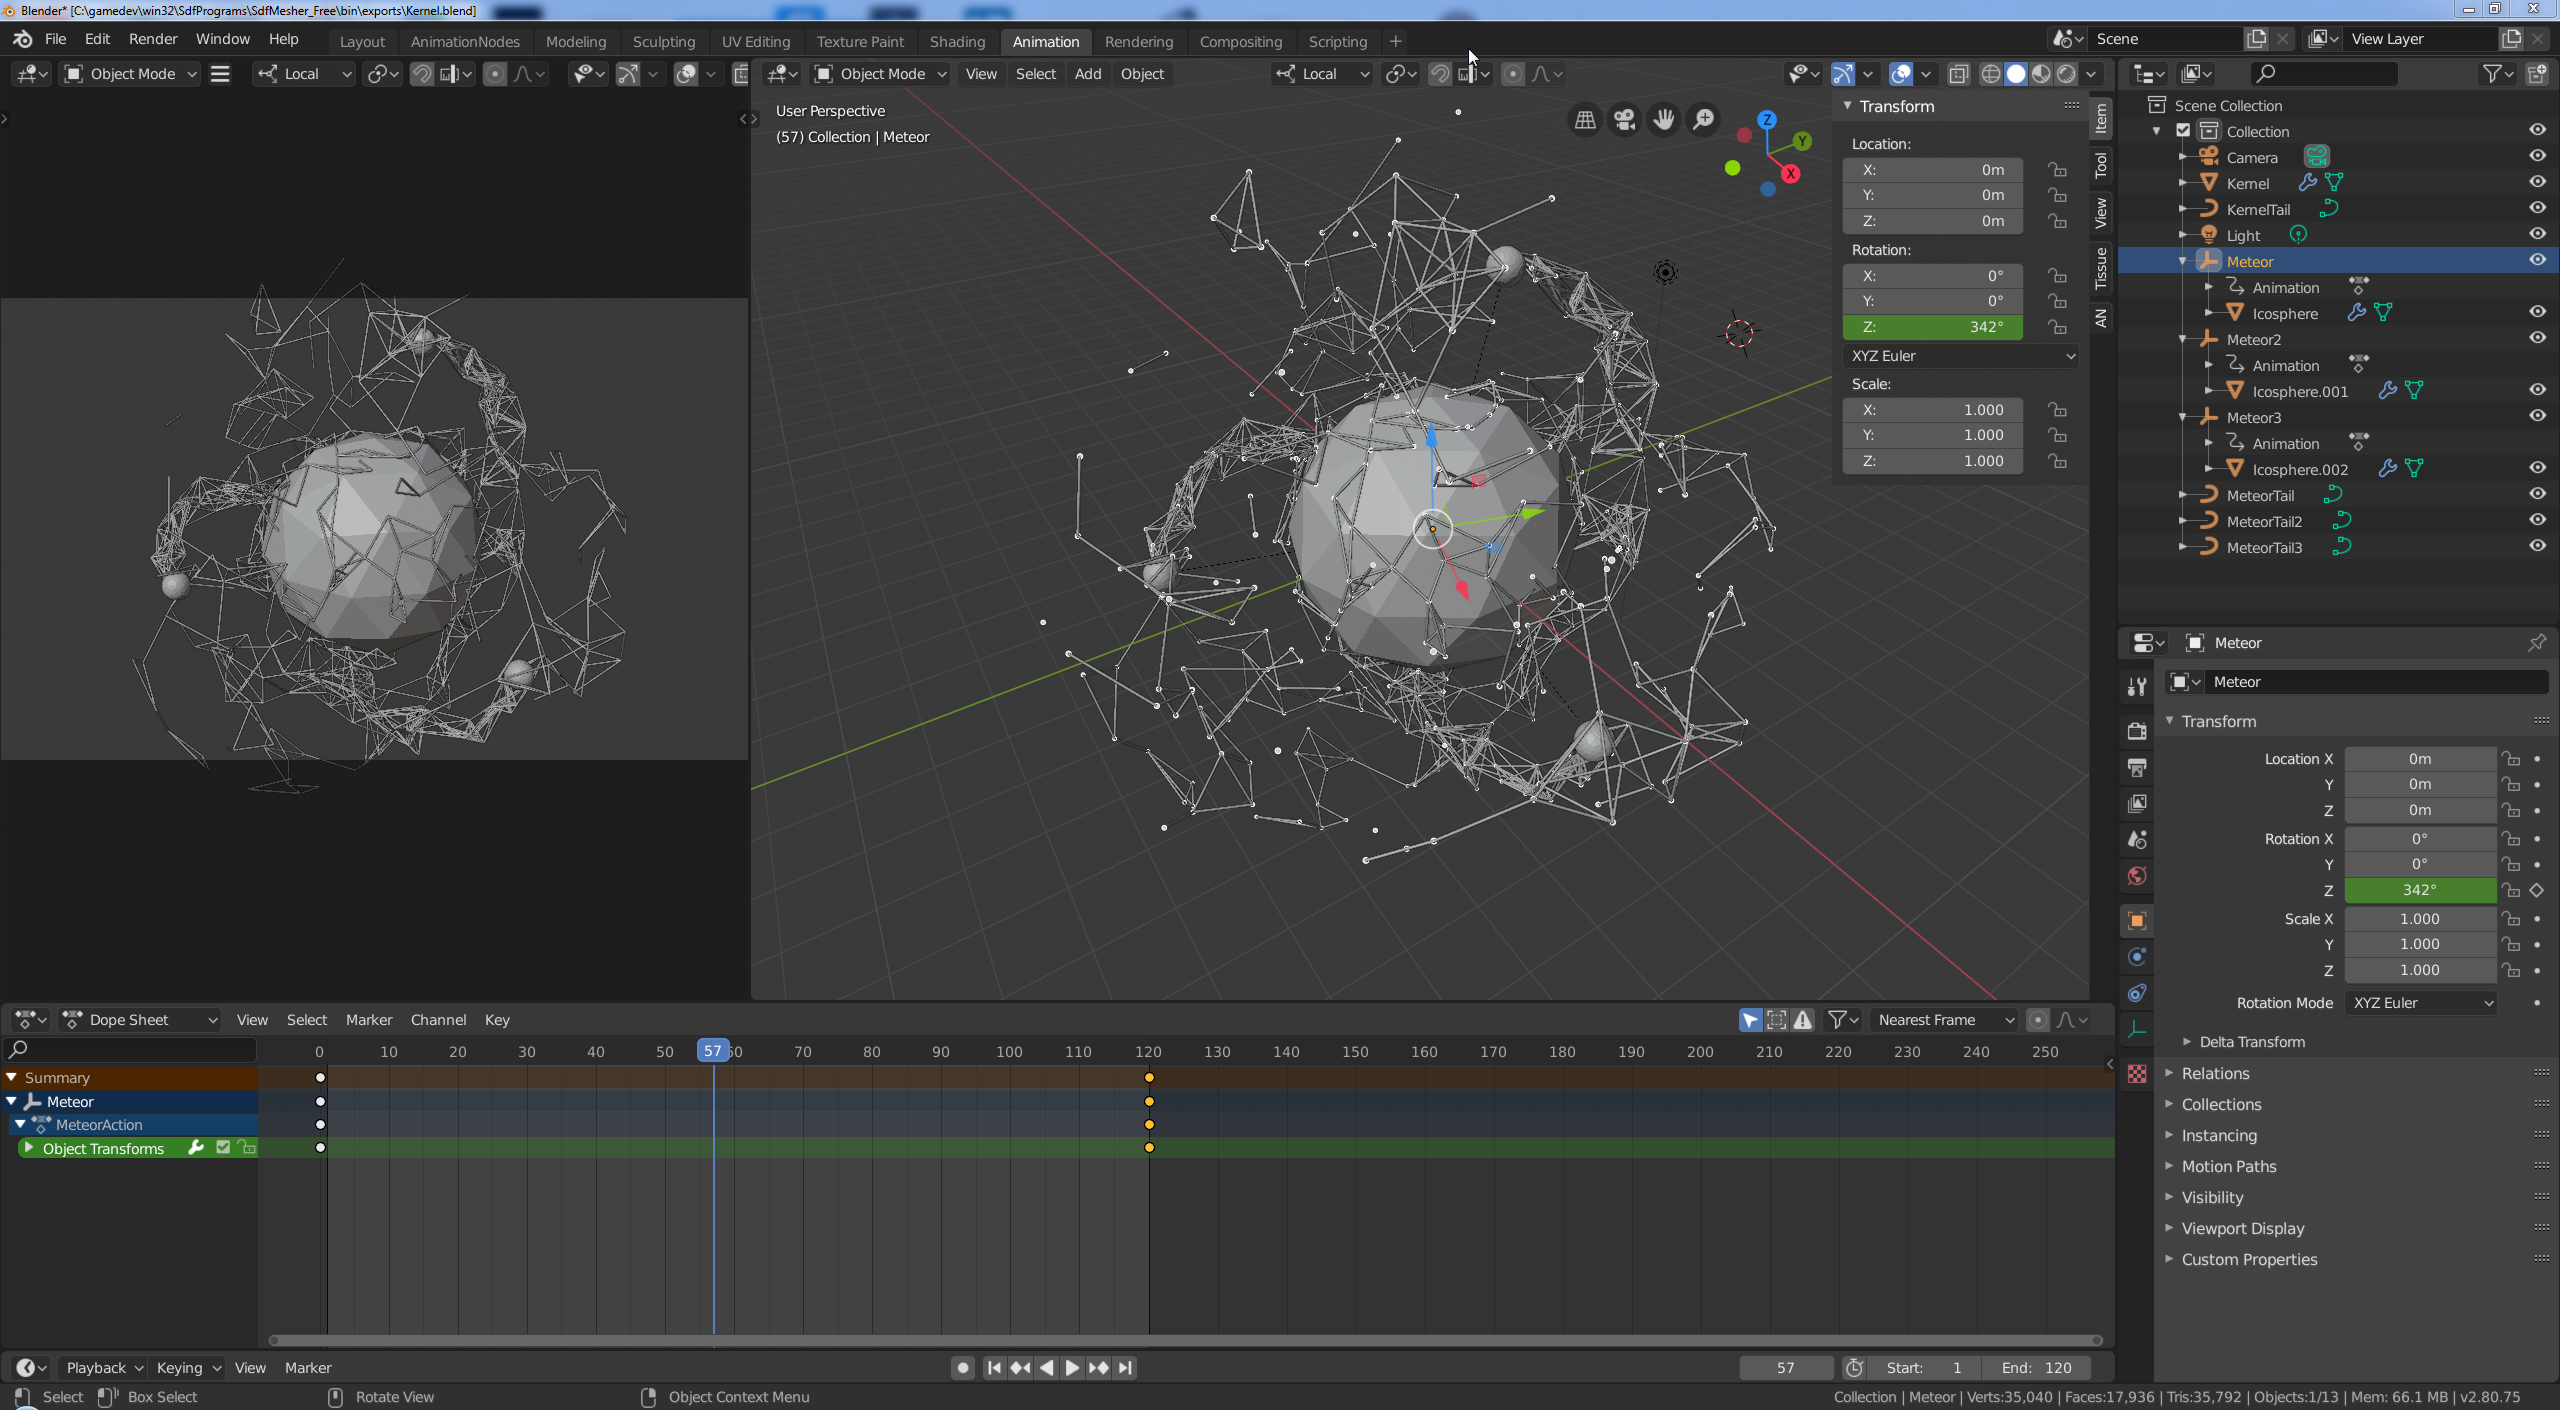 Blender* [C:\gamedev\win32\SdfPrograms\SdfMesher_Free\bin\exports\Kernel.blend]
File Edit Render Window Help Layout AnimationNodes Modeling Sculpting UV Editing Texture Paint Shading Animation Rendering Compositing Scripting + Scene View Layer
Object Mode Local Object Mode View Select Add Object Local
User Perspective
(57) Collection | Meteor
Z
Y
X
Transform
Location:
X: 0m
Y: 0m
Z: 0m
Rotation:
X: 0°
Y: 0°
Z: 342°
XYZ Euler
Scale:
X: 1.000
Y: 1.000
Z: 1.000
Item
Tool
View
Tissue
AN
Scene Collection
Collection
Camera
Kernel
KernelTail
Light
Meteor
Animation
Icosphere
Meteor2
Animation
Icosphere.001
Meteor3
Animation
Icosphere.002
MeteorTail
MeteorTail2
MeteorTail3
Meteor
Meteor
Transform
Location X 0m
Y 0m
Z 0m
Rotation X 0°
Y 0°
Z 342°
Scale X 1.000
Y 1.000
Z 1.000
Rotation Mode XYZ Euler
Delta Transform
Relations
Collections
Instancing
Motion Paths
Visibility
Viewport Display
Custom Properties
Dope Sheet View Select Marker Channel Key Nearest Frame
0 10 20 30 40 50 57 70 80 90 100 110 120 130 140 150 160 170 180 190 200 210 220 230 240 250
Summary
Meteor
MeteorAction
Object Transforms
Playback Keying View Marker 57 Start: 1 End: 120
Select Box Select Rotate View Object Context Menu Collection | Meteor | Verts:35,040 | Faces:17,936 | Tris:35,792 | Objects:1/13 | Mem: 66.1 MB | v2.80.75